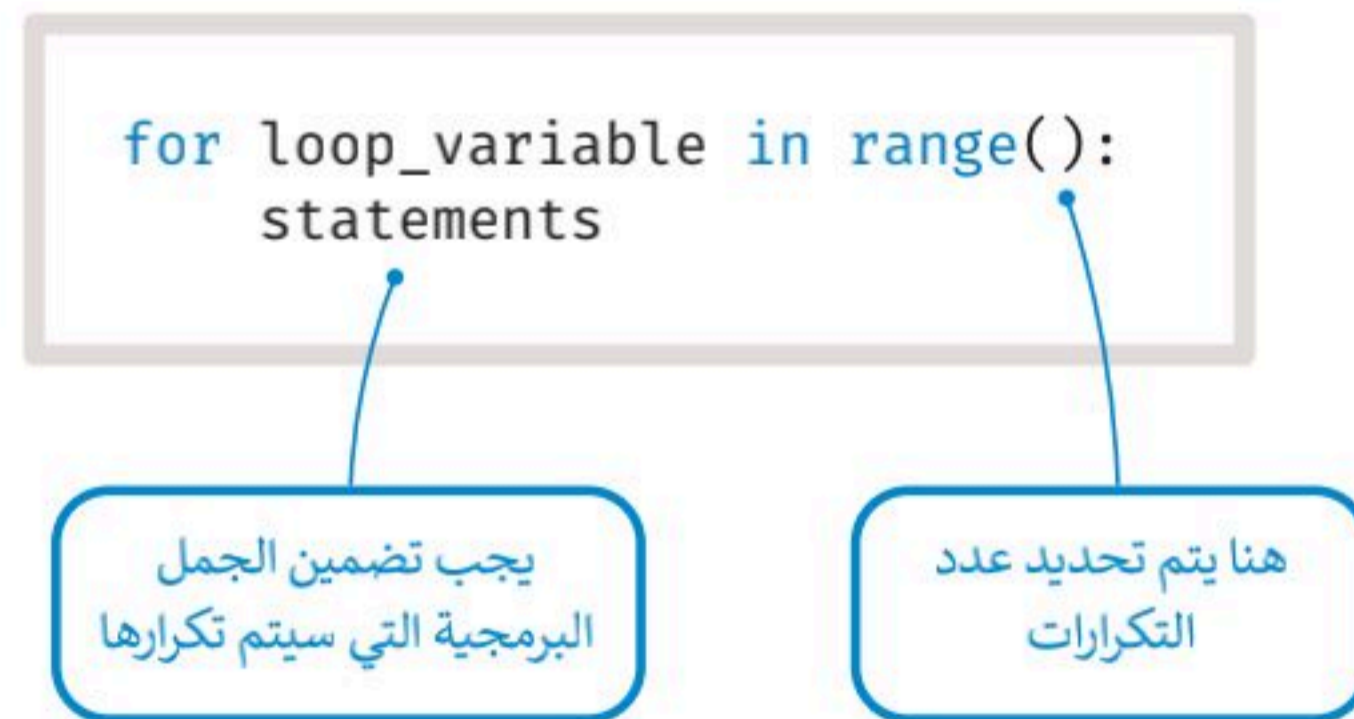 for loop_variable in range():
statements
هنا يتم تحديد عدد
التكرارات
يجب تضمين الجمل
البرمجية التي سيتم تكرارها